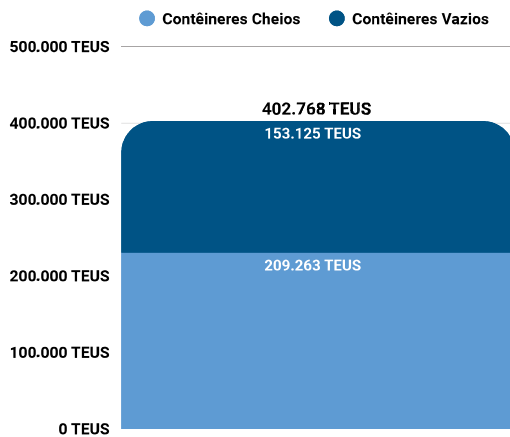 Contêineres Cheios
Contêineres Vazios
500.000 TEUS
402.768 TEUS
400.000 TEUS
153.125 TEUS
300.000 TEUS
209.263 TEUS
200.000 TEUS
100.000 TEUS
0 TEUS